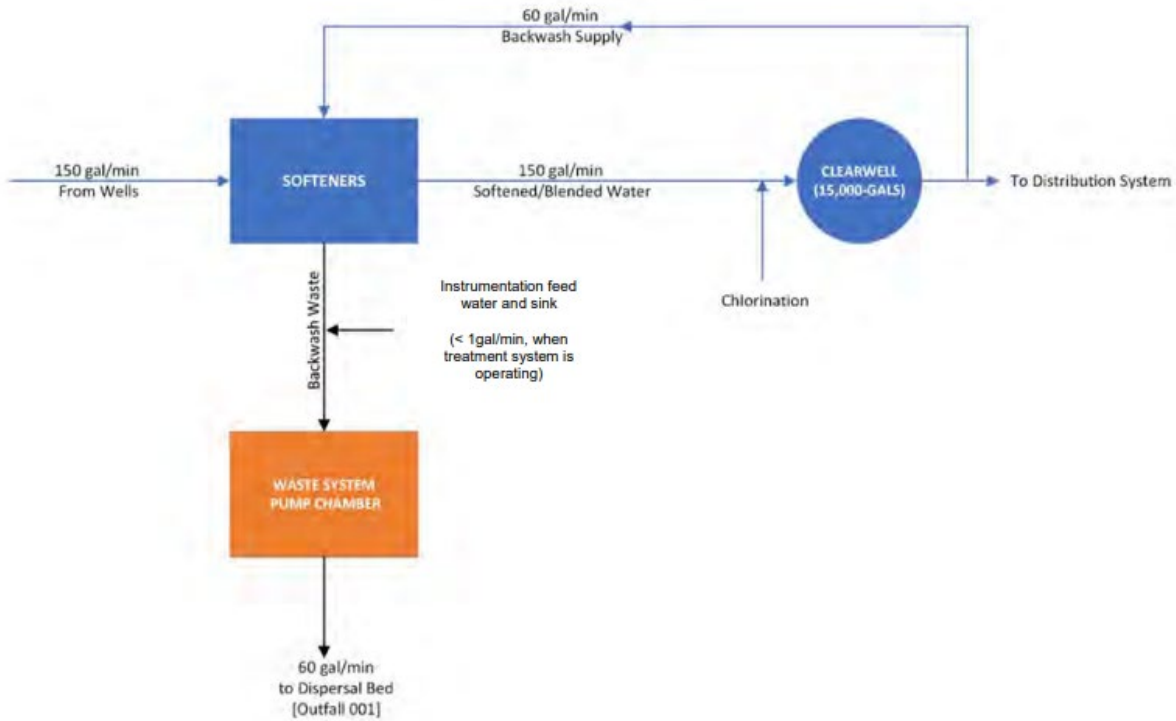 60 gal/min
Backwash Supply
150 gal/min
From Wells
SOFTENERS
150 gal/min
Softened/Blended Water
CLEARWELL
(15,000-GALS)
To Distribution System
Chlorination
Backwash Waste
Instrumentation feed
water and sink
(< 1gal/min, when
treatment system is
operating)
WASTE SYSTEM
PUMP CHAMBER
60 gal/min
to Dispersal Bed
[Outfall 001]